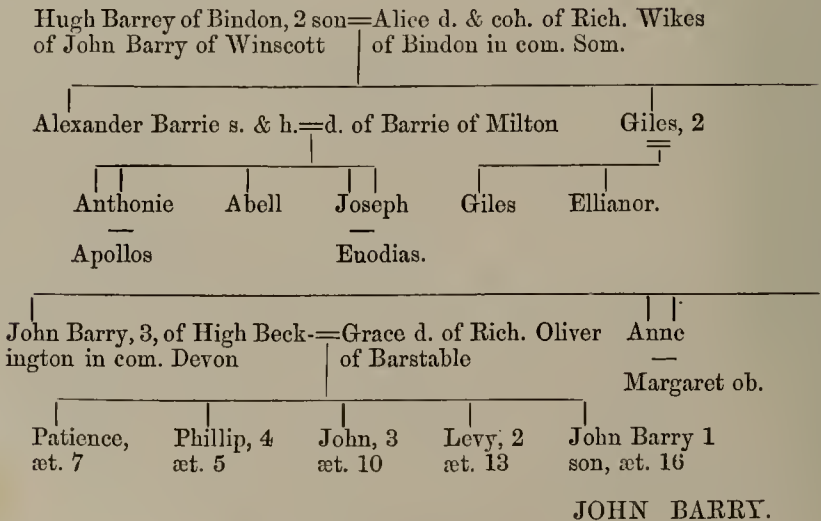 Hugh Barrey of Bindon, 2 son=Alice d. & coh. of Rich. Wikes
of John Barry of Winscott of Bindon in com. Som.
Alexander Barrie s. & h.=d. of Barrie of Milton Giles, 2
Anthonie Abell Joseph Giles Ellianor.
Apollos Euodias.
John Barry, 3, of High Beck-=Grace d. of Rich. Oliver Anne
ington in com. Devon of Barstable
Margaret ob.
Patience, Phillip, 4 John, 3 Levy, 2 John Barry 1
æt. 7 æt. 5 æt. 10 æt. 13 son, æt. 16
JOHN BARRY.